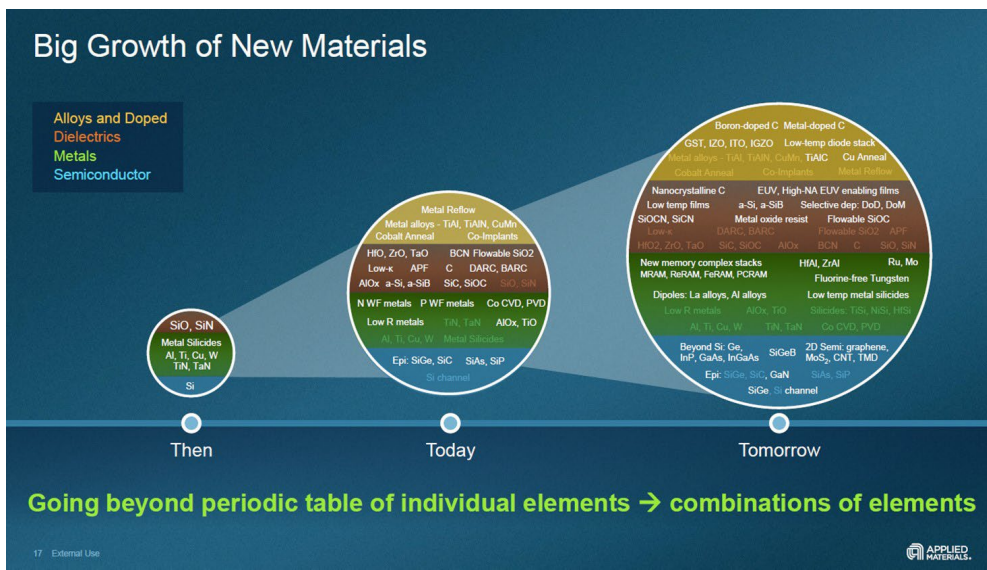 Big Growth of New Materials
Alloys and Doped
Dielectrics
Metals
Semiconductor
SiO, SiN
Metal Silicides
Al, Ti, Cu, W
TiN, TaN
Si
Then
Metal Reflow
Metal alloys - TiAl, TiAlN, CuMn
Cobalt Anneal Co-Implants
HfO, ZrO, TaO BCN Flowable SiO2
Low-κ APF C DARC, BARC
AlOx a-Si, a-SiB SiC, SiOC SiO, SiN
N WF metals P WF metals Co CVD, PVD
Low R metals TiN, TaN AlOx, TiO
Al, Ti, Cu, W Metal Silicides
Epi: SiGe, SiC SiAs, SiP
Si channel
Today
Boron-doped C Metal-doped C
GST, IZO, ITO, IGZO Low-temp diode stack
Metal alloys - TiAl, TiAlN, CuMn, TiAlC Cu Anneal
Cobalt Anneal Co-Implants Metal Reflow
Nanocrystalline C EUV, High-NA EUV enabling films
Low temp films a-Si, a-SiB Selective dep: DoD, DoM
SiOCN, SiCN Metal oxide resist Flowable SiOC
Low-κ DARC, BARC Flowable SiO2 APF
HfO2, ZrO, TaO SiC, SiOC AlOx BCN C SiO, SiN
New memory complex stacks HfAl, ZrAl Ru, Mo
MRAM, ReRAM, FeRAM, PCRAM Fluorine-free Tungsten
Dipoles: La alloys, Al alloys Low temp metal silicides
Low R metals AlOx, TiO Silicides: TiSi, NiSi, HfSi
Al, Ti, Cu, W TiN, TaN Co CVD, PVD
Beyond Si: Ge, SiGeB 2D Semi: graphene,
InP, GaAs, InGaAs MoS2, CNT, TMD
Epi: SiGe, SiC, GaN SiAs, SiP
SiGe, Si channel
Tomorrow
Going beyond periodic table of individual elements → combinations of elements
17 External Use
APPLIED
MATERIALS.